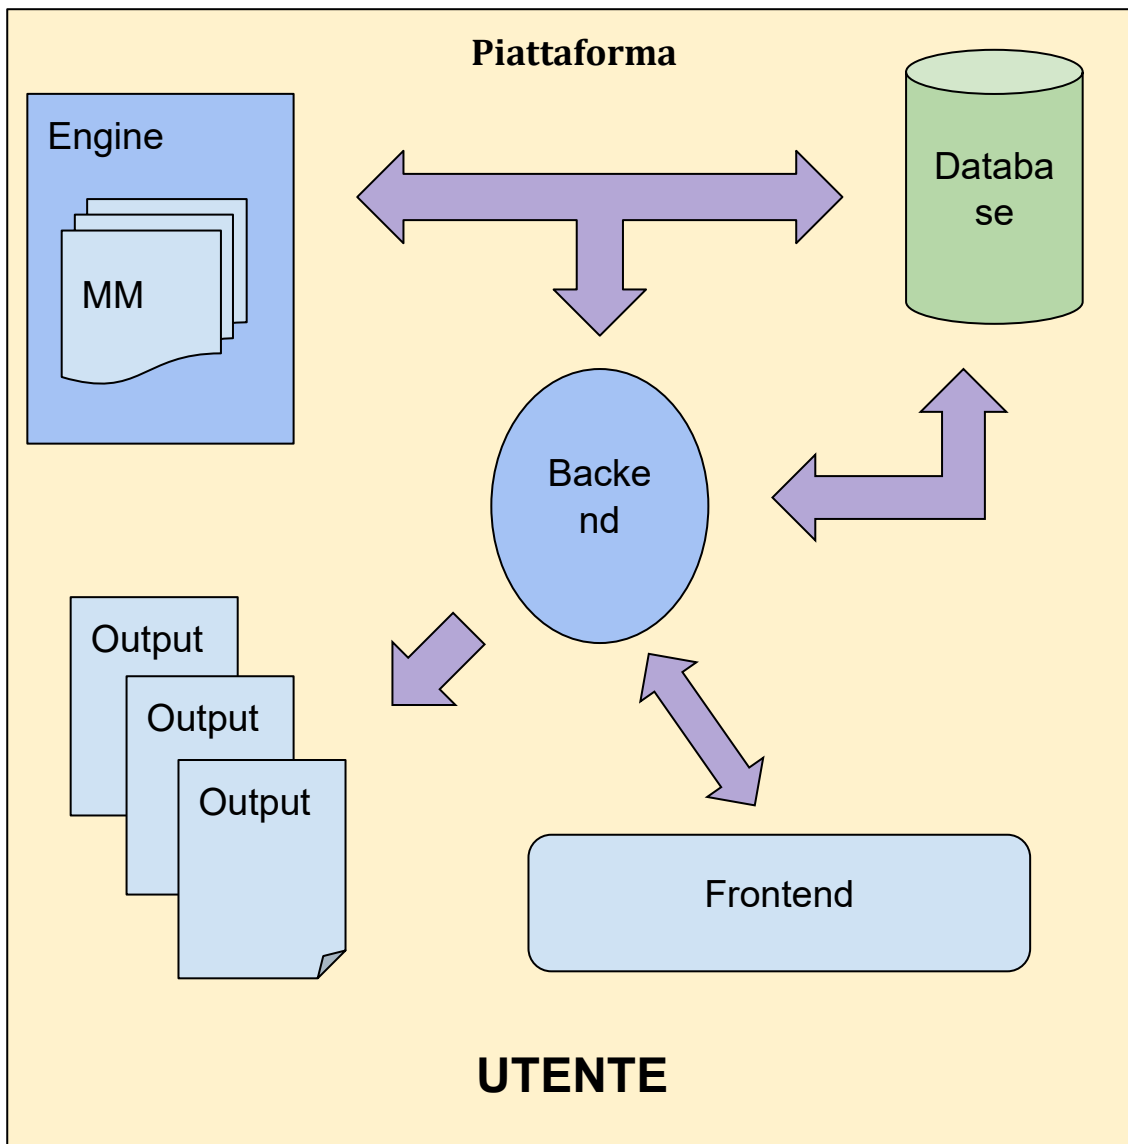 Piattaforma
Engine
MM
Databa
se
Backe
nd
Output
Output
Output
Frontend
UTENTE